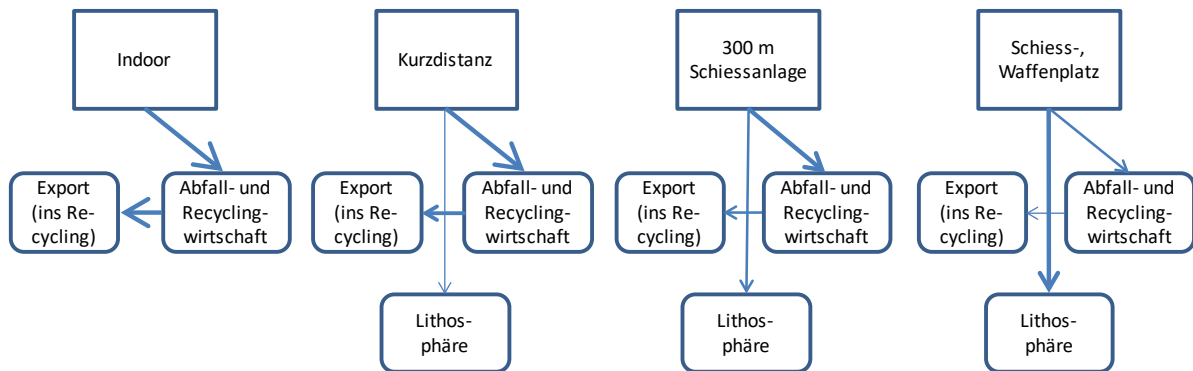 Indoor
Kurzdistanz
300 m
Schiessanlage
Schiess-,
Waffenplatz
Export
(ins Re-
cycling)
Abfall- und
Recycling-
wirtschaft
Export
(ins Re-
cycling)
Abfall- und
Recycling-
wirtschaft
Export
(ins Re-
cycling)
Abfall- und
Recycling-
wirtschaft
Export
(ins Re-
cycling)
Abfall- und
Recycling-
wirtschaft
Lithos-
phäre
Lithos-
phäre
Lithos-
phäre